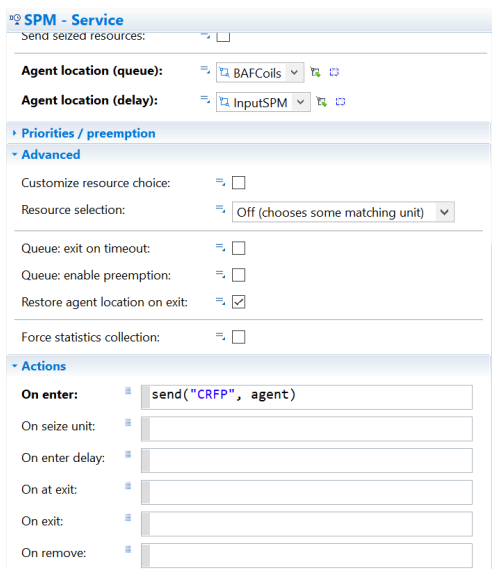 SPM - Service
Send seized resources:
Agent location (queue): BAFCoils
Agent location (delay): InputSPM
Priorities / preemption
Advanced
Customize resource choice:
Resource selection: Off (chooses some matching unit)
Queue: exit on timeout:
Queue: enable preemption:
Restore agent location on exit:
Force statistics collection:
Actions
On enter: send("CRFP", agent)
On seize unit:
On enter delay:
On at exit:
On exit:
On remove: